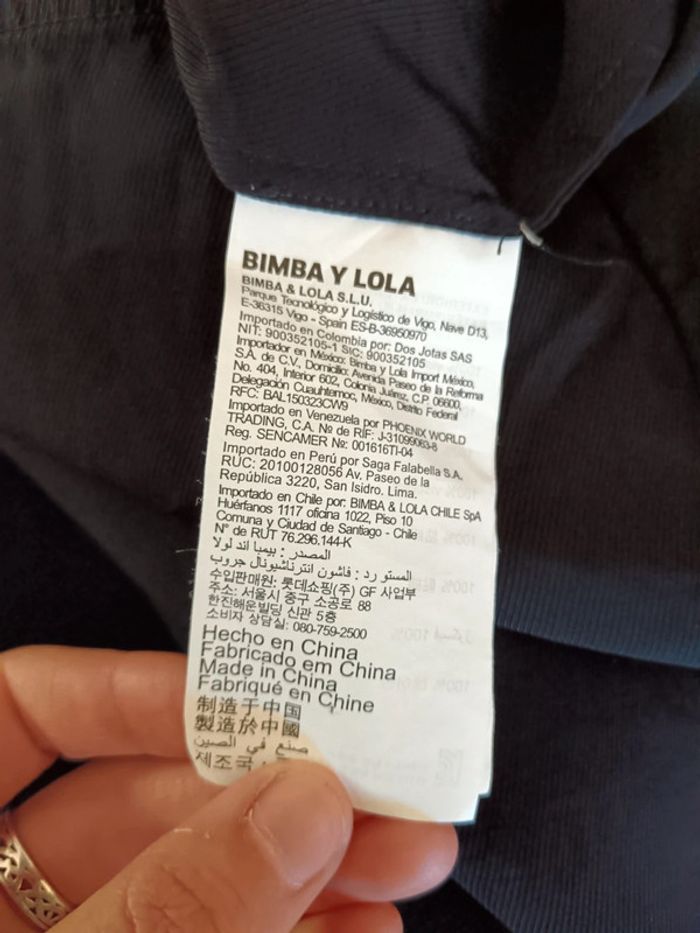 BIMBA Y LOLA
BIMBA & LOLA S.L.U.
Parque Tecnológico y Logístico de Vigo, Nave D13,
E-36315 Vigo - Spain ES-B-36950970
Importado en Colombia por: Dos Jotas SAS
NIT: 900352105-1 SIC: 900352105
Importador en México: Bimba y Lola Import México,
S.A. de C.V., Domicilio: Avenida Paseo de la Reforma
No. 404, Interior 602, Colonia Juárez, C.P. 06600,
Delegación Cuauhtemoc, México, Distrito Federal
RFC: BAL150323CW9
Importado en Venezuela por PHOENIX WORLD
TRADING, C.A. Nº de RIF: J-31099063-8
Reg. SENCAMER Nº: 001616TI-04
Importado en Perú por Saga Falabella S.A.
RUC: 20100128056 Av. Paseo de la
República 3220, San Isidro. Lima.
Importado en Chile por: BIMBA & LOLA CHILE SpA
Huérfanos 1117 oficina 1022, Piso 10
Comuna y Ciudad de Santiago - Chile
Nº de RUT 76.296.144-K
المصدر : بيمبا اند لولا
المستورد : فاشون انترناشيونال جروب
수입판매원: 롯데쇼핑(주) GF 사업부
주소: 서울시 중구 소공로 88
한진해운빌딩 신관 5층
소비자 상담실: 080-759-2500
Hecho en China
Fabricado em China
Made in China
Fabriqué en Chine
制造于中国
製造於中國
صنع في الصين
제조국